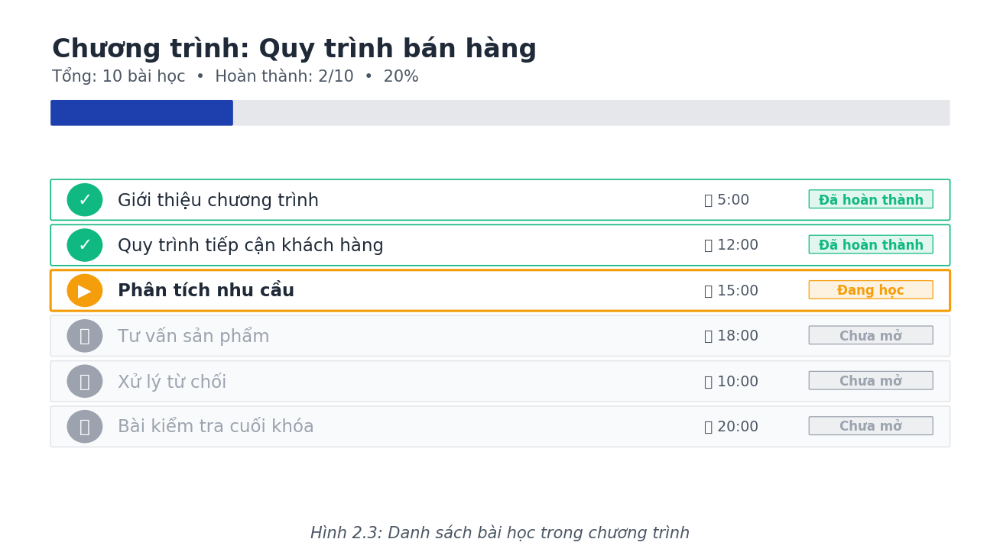 Chương trình: Quy trình bán hàng
Tổng: 10 bài học • Hoàn thành: 2/10 • 20%
✓ Giới thiệu chương trình 5:00 Đã hoàn thành
✓ Quy trình tiếp cận khách hàng 12:00 Đã hoàn thành
▶ Phân tích nhu cầu 15:00 Đang học
Tư vấn sản phẩm 18:00 Chưa mở
Xử lý từ chối 10:00 Chưa mở
Bài kiểm tra cuối khóa 20:00 Chưa mở
Hình 2.3: Danh sách bài học trong chương trình